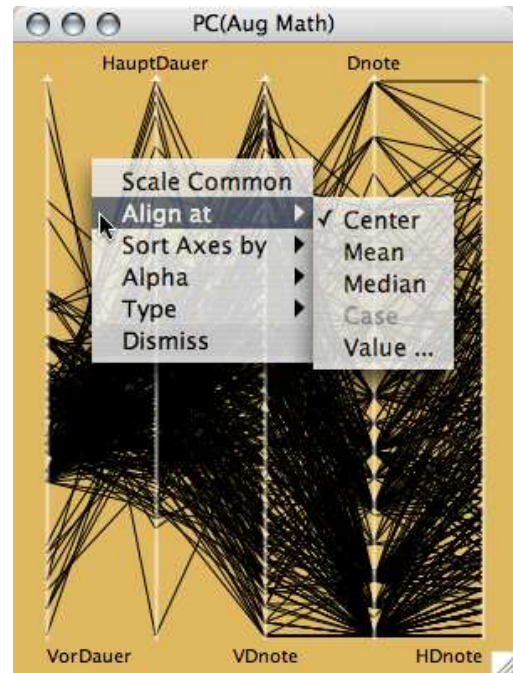 PC(Aug Math)
HauptDauer
Dnote
Scale Common
Align at
Sort Axes by
Alpha
Type
Dismiss
✓ Center
Mean
Median
Case
Value ...
VorDauer
VDnote
HDnote